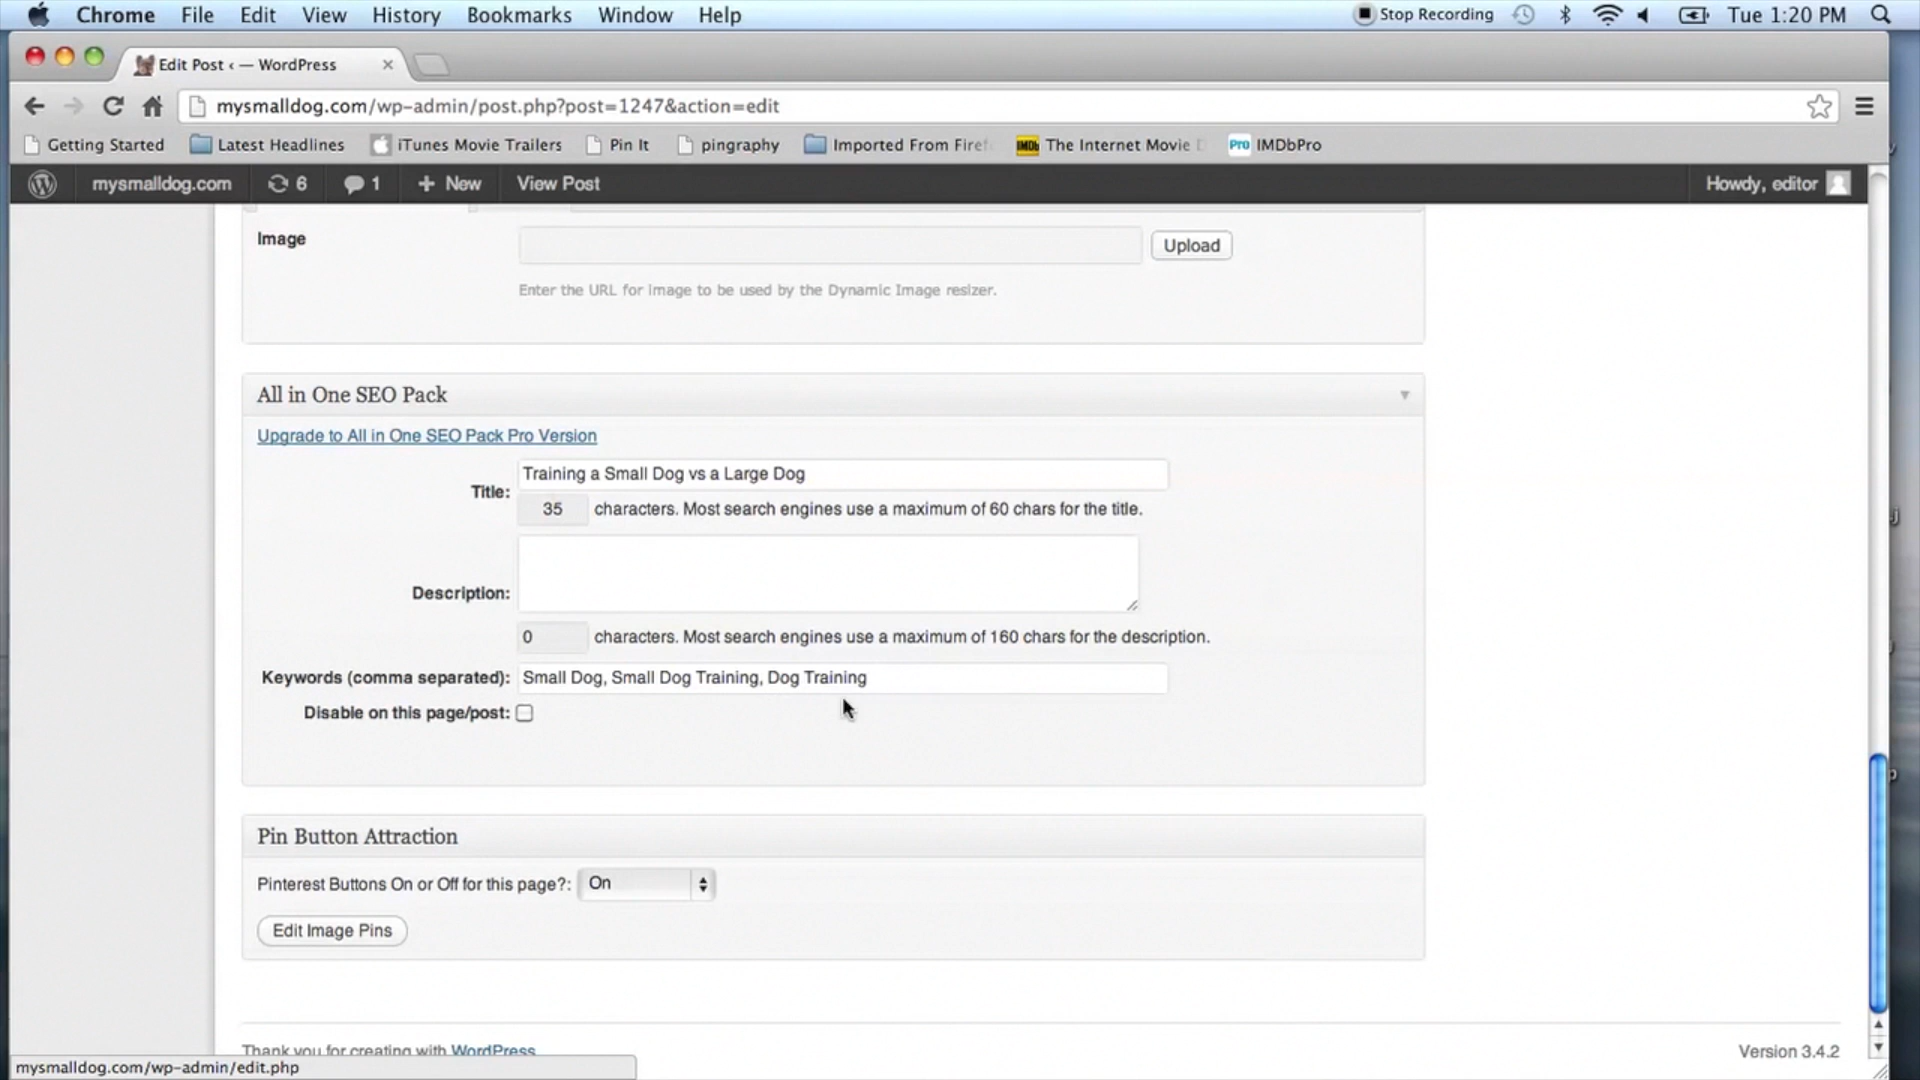 Chrome File Edit View History Bookmarks Window Help Stop Recording Tue 1:20 PM
Edit Post ‹ — WordPress
mysmalldog.com/wp-admin/post.php?post=1247&action=edit
Getting Started Latest Headlines iTunes Movie Trailers Pin It pingraphy Imported From Firef IMDb The Internet Movie D Pro IMDbPro
mysmalldog.com 6 1 + New View Post Howdy, editor
Image Upload
Enter the URL for image to be used by the Dynamic Image resizer.
All in One SEO Pack
Upgrade to All in One SEO Pack Pro Version
Title: Training a Small Dog vs a Large Dog
35 characters. Most search engines use a maximum of 60 chars for the title.
Description:
0 characters. Most search engines use a maximum of 160 chars for the description.
Keywords (comma separated): Small Dog, Small Dog Training, Dog Training
Disable on this page/post:
Pin Button Attraction
Pinterest Buttons On or Off for this page?: On
Edit Image Pins
Thank you for creating with WordPress Version 3.4.2
mysmalldog.com/wp-admin/edit.php